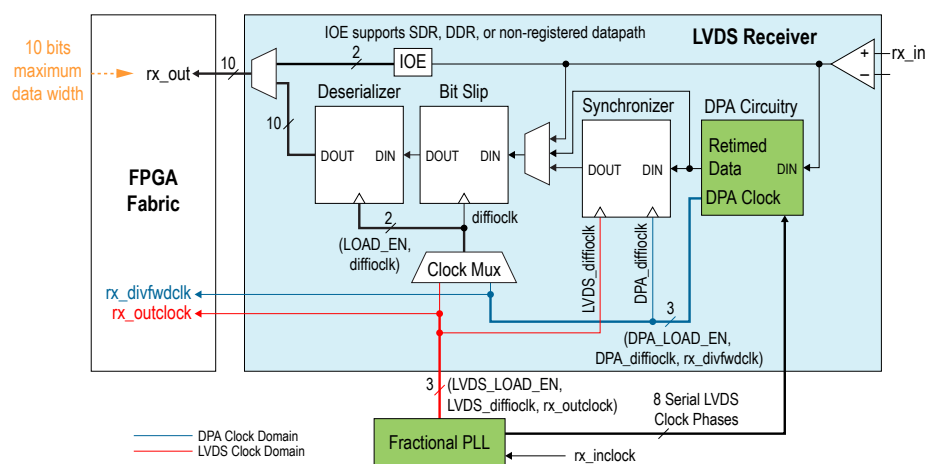 IOE supports SDR, DDR, or non-registered datapath
LVDS Receiver
rx_in
+
–
10 bits
maximum
data width
rx_out
10
2
IOE
Deserializer
Bit Slip
Synchronizer
DPA Circuitry
10
DOUT
DIN
DOUT
DIN
DOUT
DIN
Retimed
Data
DIN
DPA Clock
FPGA
Fabric
2
(LOAD_EN,
diffioclk)
diffioclk
LVDS_diffioclk
DPA_diffioclk
Clock Mux
rx_divfwdclk
rx_outclock
3
(DPA_LOAD_EN,
DPA_diffioclk, rx_divfwdclk)
3
(LVDS_LOAD_EN,
LVDS_diffioclk, rx_outclock)
8 Serial LVDS
Clock Phases
Fractional PLL
rx_inclock
DPA Clock Domain
LVDS Clock Domain